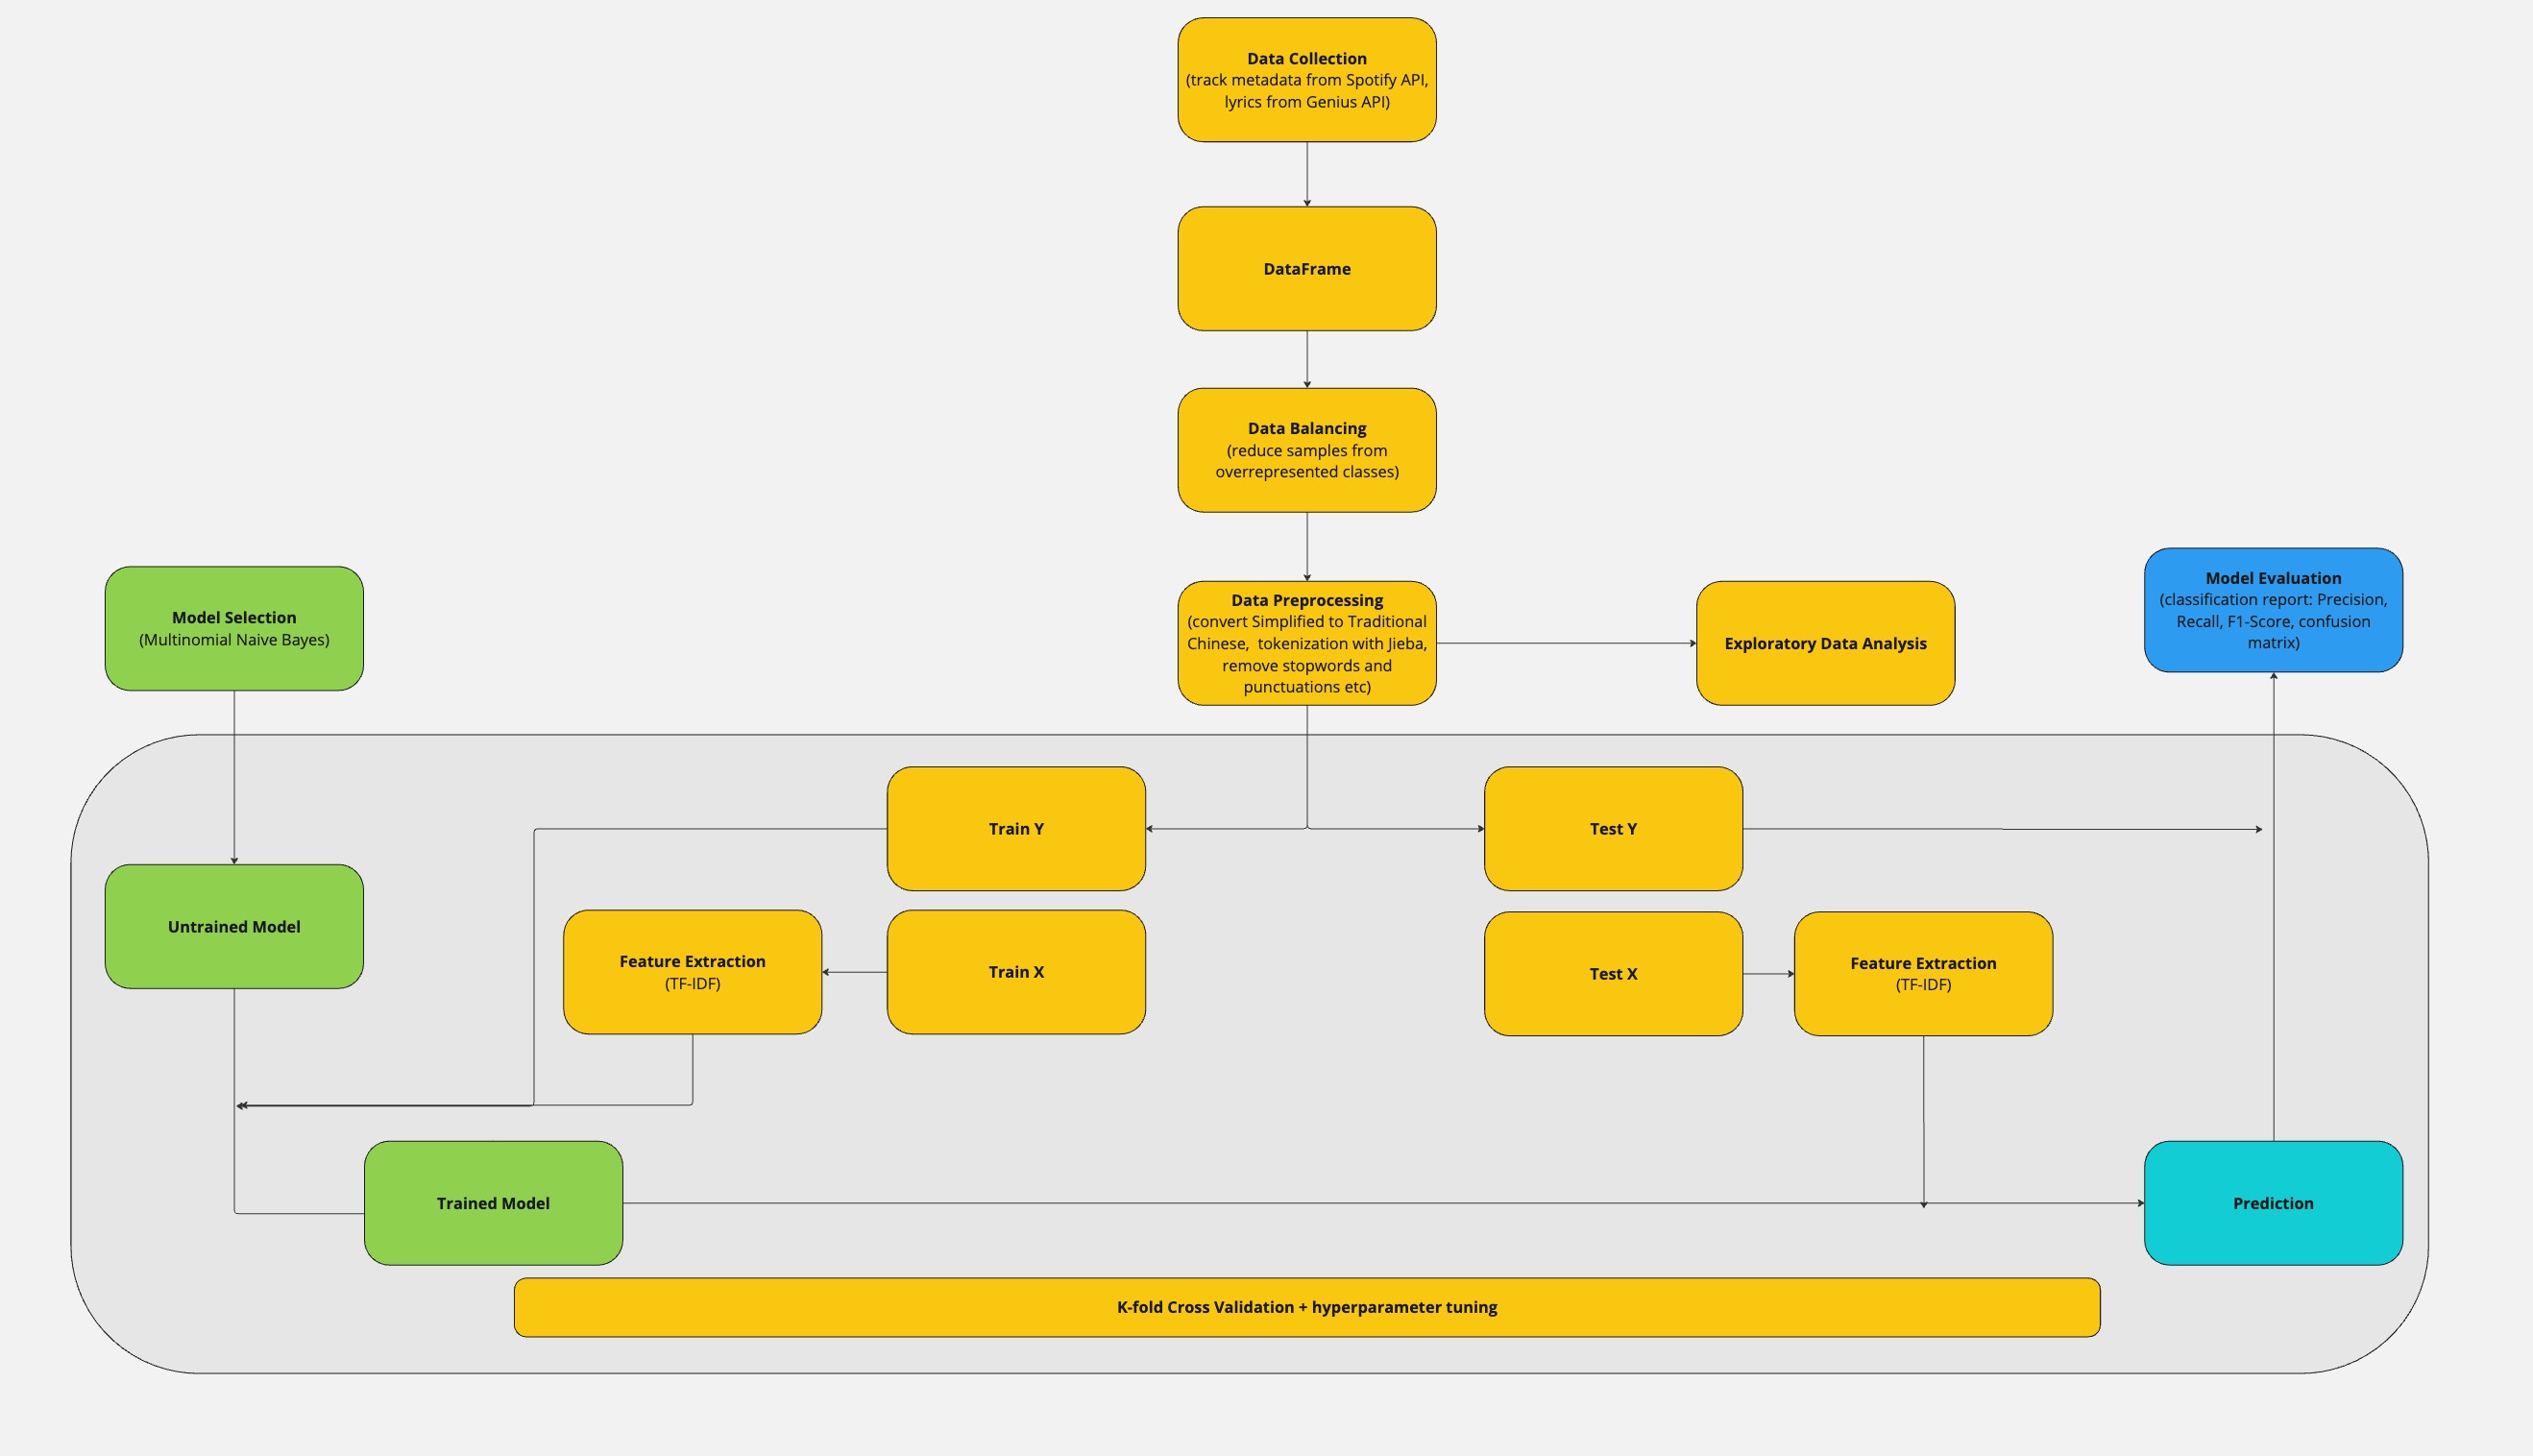 Data Collection
(track metadata from Spotify API,
lyrics from Genius API)
DataFrame
Data Balancing
(reduce samples from
overrepresented classes)
Model Selection
(Multinomial Naive Bayes)
Data Preprocessing
(convert Simplified to Traditional
Chinese,  tokenization with Jieba,
remove stopwords and
punctuations etc)
Exploratory Data Analysis
Model Evaluation
(classification report: Precision,
Recall, F1-Score, confusion
matrix)
Train Y
Test Y
Untrained Model
Feature Extraction
(TF-IDF)
Train X
Test X
Feature Extraction
(TF-IDF)
Trained Model
Prediction
K-fold Cross Validation + hyperparameter tuning